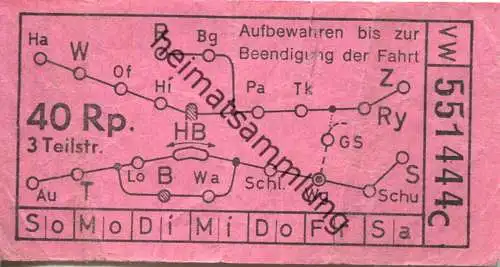 Aufbewahren bis zur
Beendigung der Fahrt
Ha W Of Hi R Bg Pa Tk Z Ry
40 Rp.
3 Teilstr.
HB
GS
Au T Lo B Wa Schl. S Schu
So Mo Di Mi Do Fr Sa
VW 551444c
heimatsammlung